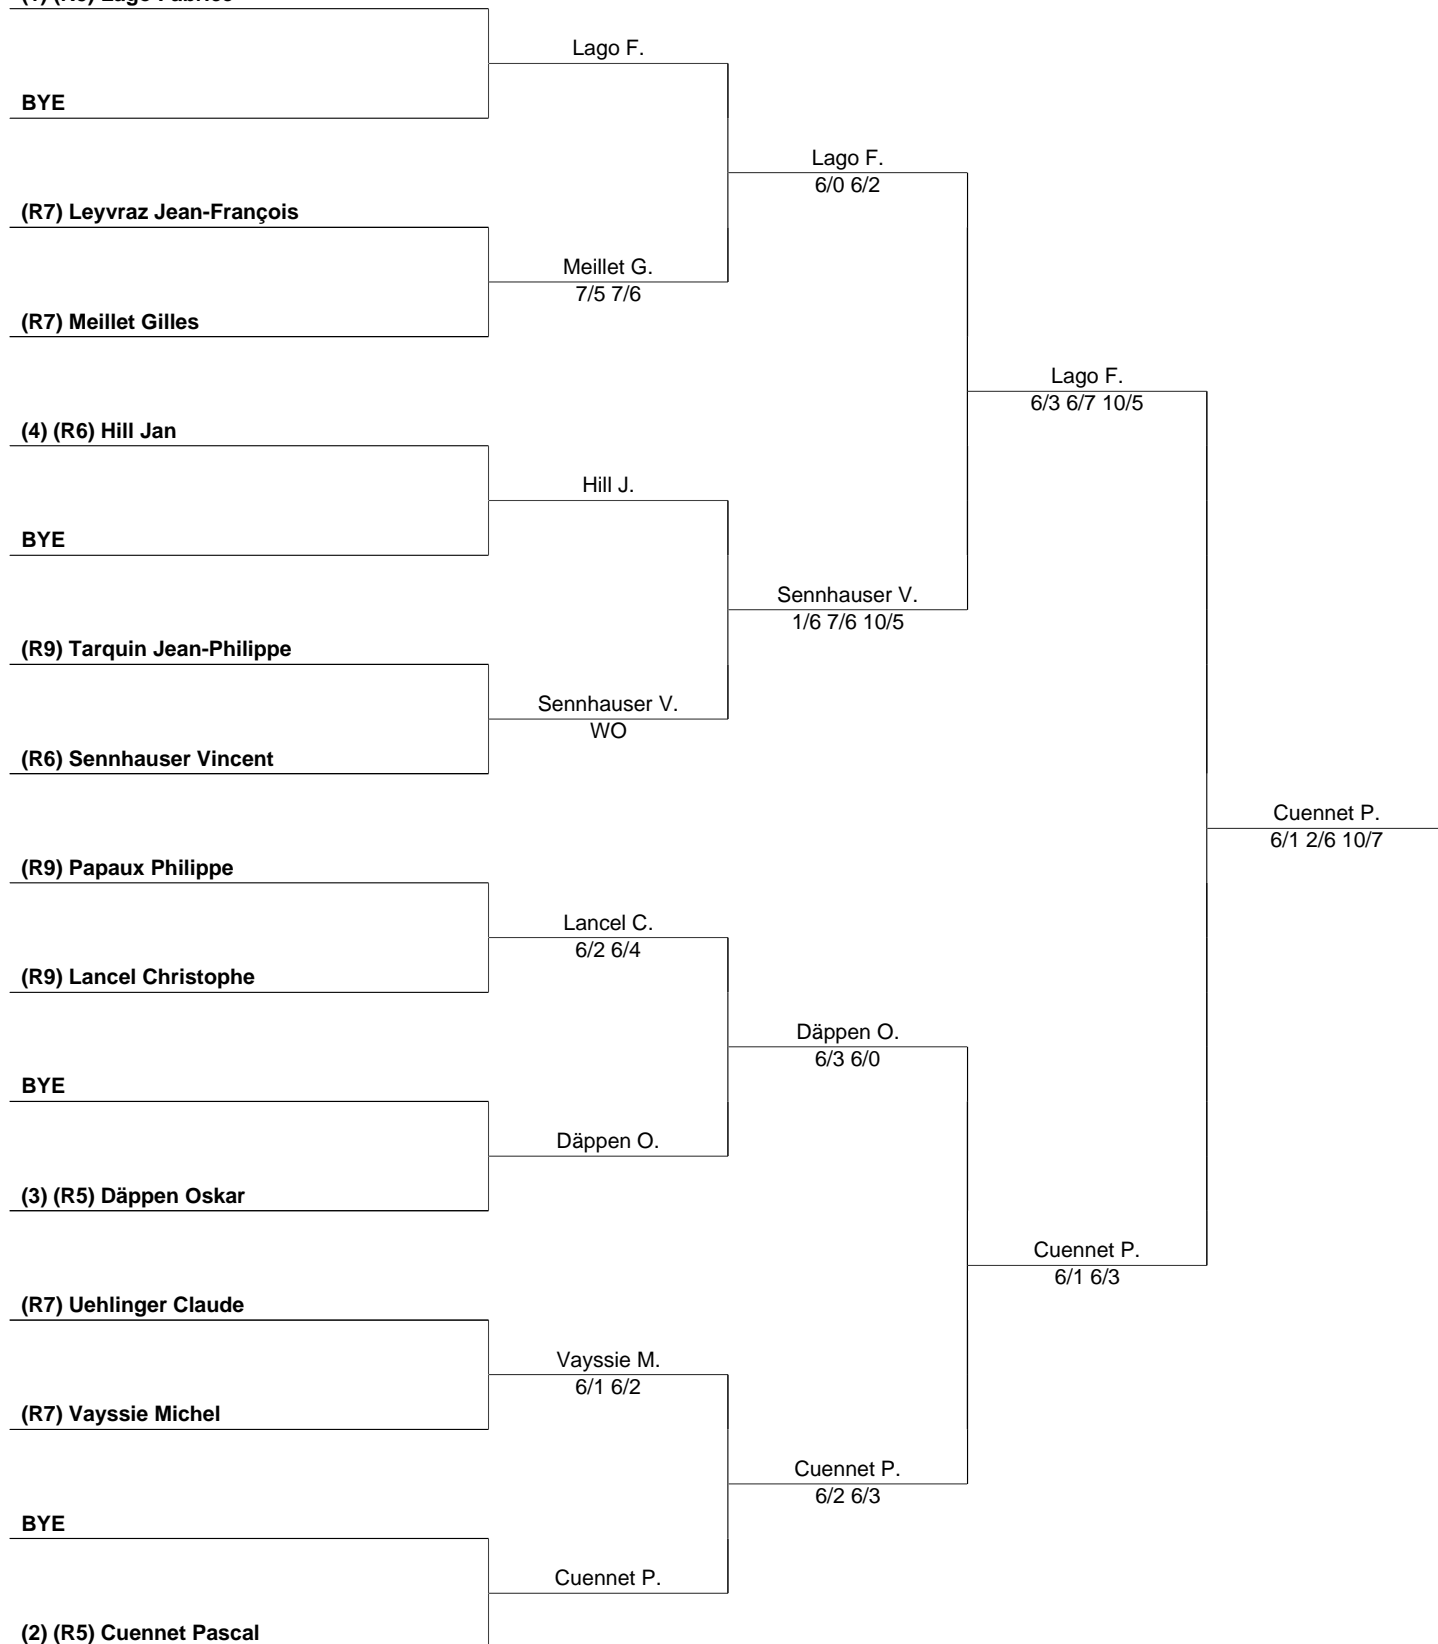 Lago F.
BYE
Lago F.
6/0 6/2
(R7) Leyvraz Jean-François
Meillet G.
7/5 7/6
(R7) Meillet Gilles
Lago F.
6/3 6/7 10/5
(4) (R6) Hill Jan
Hill J.
BYE
Sennhauser V.
1/6 7/6 10/5
(R9) Tarquin Jean-Philippe
Sennhauser V.
WO
(R6) Sennhauser Vincent
Cuennet P.
6/1 2/6 10/7
(R9) Papaux Philippe
Lancel C.
6/2 6/4
(R9) Lancel Christophe
Däppen O.
6/3 6/0
BYE
Däppen O.
(3) (R5) Däppen Oskar
Cuennet P.
6/1 6/3
(R7) Uehlinger Claude
Vayssie M.
6/1 6/2
(R7) Vayssie Michel
Cuennet P.
6/2 6/3
BYE
Cuennet P.
(2) (R5) Cuennet Pascal